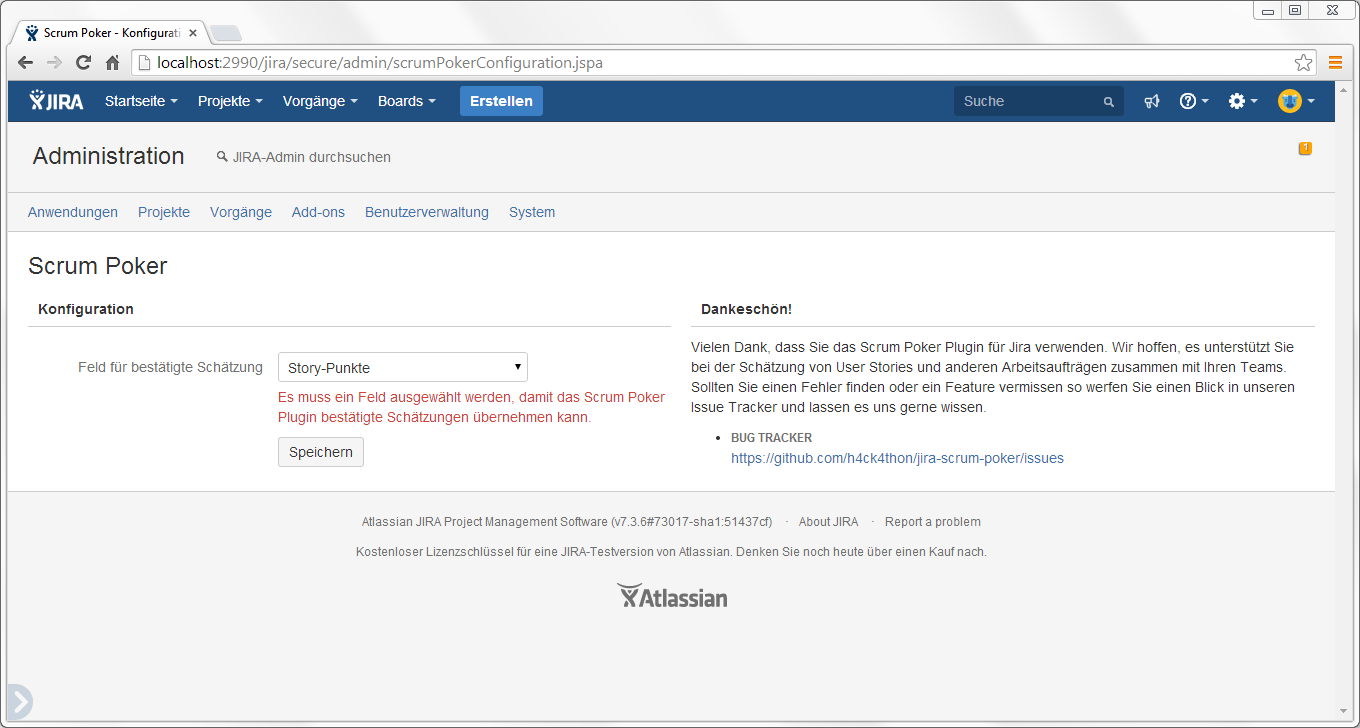 Scrum Poker - Konfigurati
localhost:2990/jira/secure/admin/scrumPokerConfiguration.jspa
JIRA Startseite Projekte Vorgänge Boards Erstellen Suche
Administration JIRA-Admin durchsuchen 1
Anwendungen Projekte Vorgänge Add-ons Benutzerverwaltung System
Scrum Poker
Konfiguration
Feld für bestätigte Schätzung Story-Punkte
Es muss ein Feld ausgewählt werden, damit das Scrum Poker
Plugin bestätigte Schätzungen übernehmen kann.
Speichern
Dankeschön!
Vielen Dank, dass Sie das Scrum Poker Plugin für Jira verwenden. Wir hoffen, es unterstützt Sie
bei der Schätzung von User Stories und anderen Arbeitsaufträgen zusammen mit Ihren Teams.
Sollten Sie einen Fehler finden oder ein Feature vermissen so werfen Sie einen Blick in unseren
Issue Tracker und lassen es uns gerne wissen.
• BUG TRACKER
https://github.com/h4ck4thon/jira-scrum-poker/issues
Atlassian JIRA Project Management Software (v7.3.6#73017-sha1:51437cf) · About JIRA · Report a problem
Kostenloser Lizenzschlüssel für eine JIRA-Testversion von Atlassian. Denken Sie noch heute über einen Kauf nach.
Atlassian